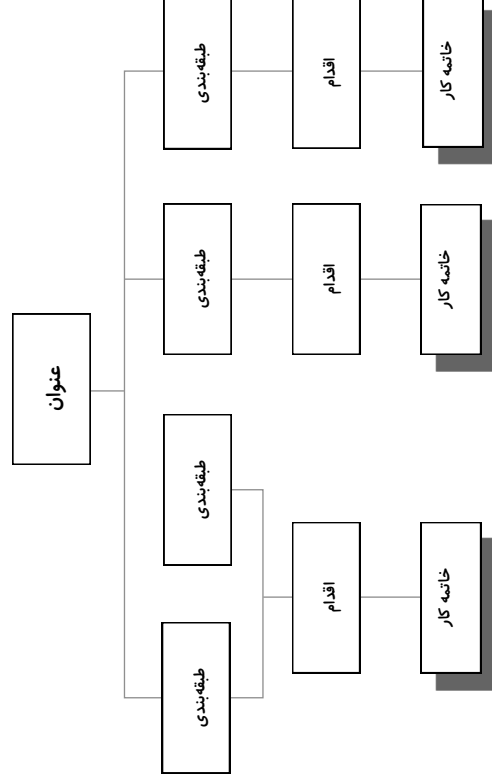 عنوان
طبقه‌بندی
طبقه‌بندی
طبقه‌بندی
طبقه‌بندی
اقدام
اقدام
اقدام
خاتمه کار
خاتمه کار
خاتمه کار